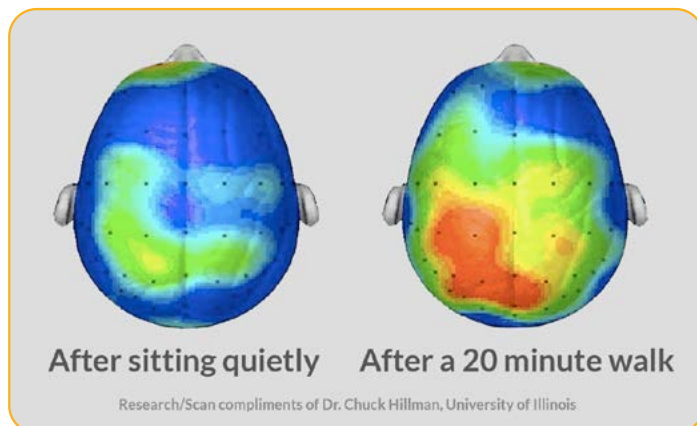 After sitting quietly
After a 20 minute walk
Research/Scan compliments of Dr. Chuck Hillman, University of Illinois